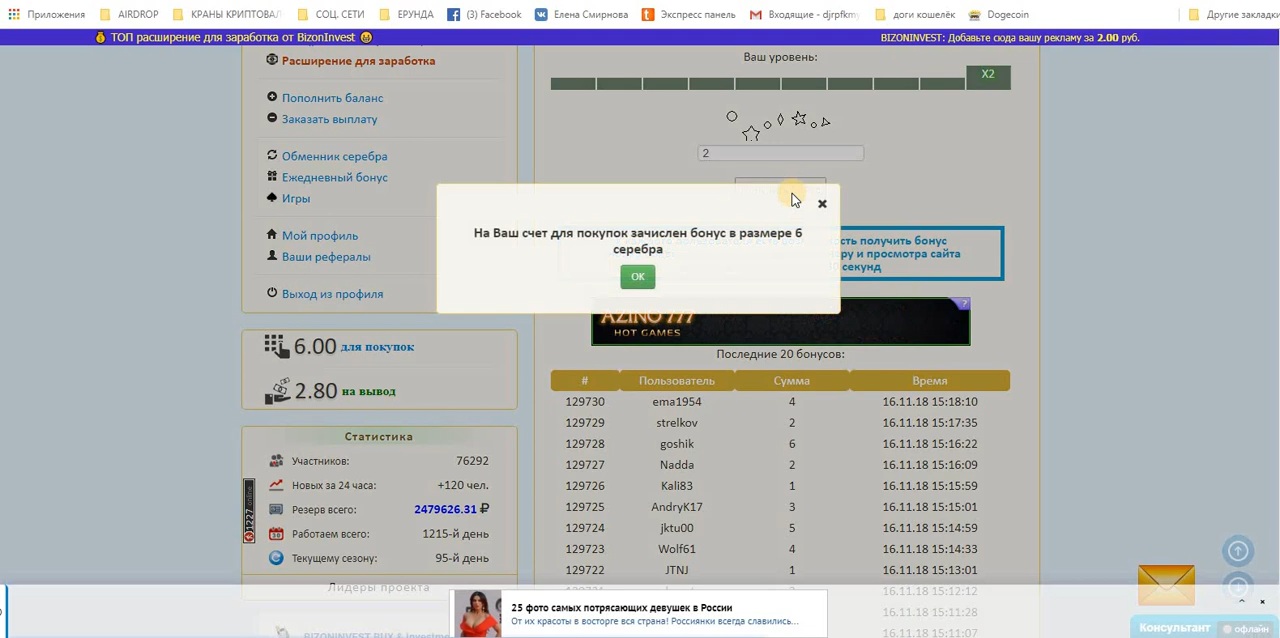 Приложения
AIRDROP
КРАНЫ КРИПТОВАЛ
СОЦ. СЕТИ
ЕРУНДА
(3) Facebook
Елена Смирнова
Экспресс панель
Входящие - djrpfkmy
доги кошелёк
Dogecoin
Другие закладки
ТОП расширение для заработка от BizonInvest
BIZONINVEST: Добавьте сюда вашу рекламу за 2.00 руб.
Расширение для заработка
Пополнить баланс
Заказать выплату
Обменник серебра
Ежедневный бонус
Игры
Мой профиль
Ваши рефералы
Выход из профиля
6.00 для покупок
2.80 на вывод
Статистика
Участников: 76292
Новых за 24 часа: +120 чел.
Резерв всего: 2479626.31 ₽
Работаем всего: 1215-й день
Текущему сезону: 95-й день
Лидеры проекта
Ваш уровень:
X2
2
На Ваш счет для покупок зачислен бонус в размере 6
серебра
OK
ость получить бонус
ру и просмотра сайта
секунд
AZINO 777
HOT GAMES
Последние 20 бонусов:
# Пользователь Сумма Время
129730 ema1954 4 16.11.18 15:18:10
129729 strelkov 2 16.11.18 15:17:35
129728 goshik 6 16.11.18 15:16:22
129727 Nadda 2 16.11.18 15:16:09
129726 Kali83 1 16.11.18 15:15:59
129725 AndryK17 3 16.11.18 15:15:01
129724 jktu00 5 16.11.18 15:14:59
129723 Wolf61 4 16.11.18 15:14:33
129722 JTNJ 1 16.11.18 15:13:01
16.11.18 15:12:12
16.11.18 15:11:28
16.11.18 15:11:07
25 фото самых потрясающих девушек в России
От их красоты в восторге вся страна! Россиянки всегда славились...
Консультант офлайн